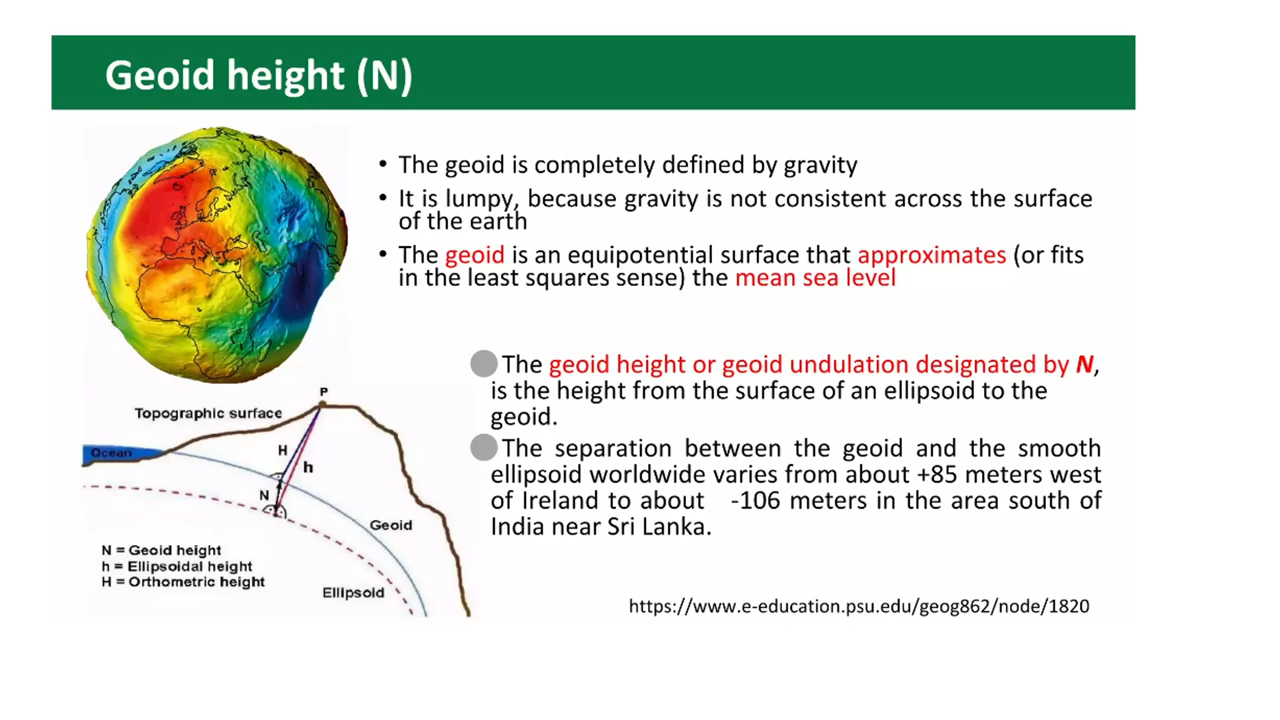 Geoid height (N)
• The geoid is completely defined by gravity
• It is lumpy, because gravity is not consistent across the surface
of the earth
• The geoid is an equipotential surface that approximates (or fits
in the least squares sense) the mean sea level
The geoid height or geoid undulation designated by N,
is the height from the surface of an ellipsoid to the
geoid.
The separation between the geoid and the smooth
ellipsoid worldwide varies from about +85 meters west
of Ireland to about -106 meters in the area south of
India near Sri Lanka.
P
Topographic surface
H
h
Ocean
N
Geoid
N = Geoid height
h = Ellipsoidal height
H = Orthometric height
Ellipsoid
https://www.e-education.psu.edu/geog862/node/1820